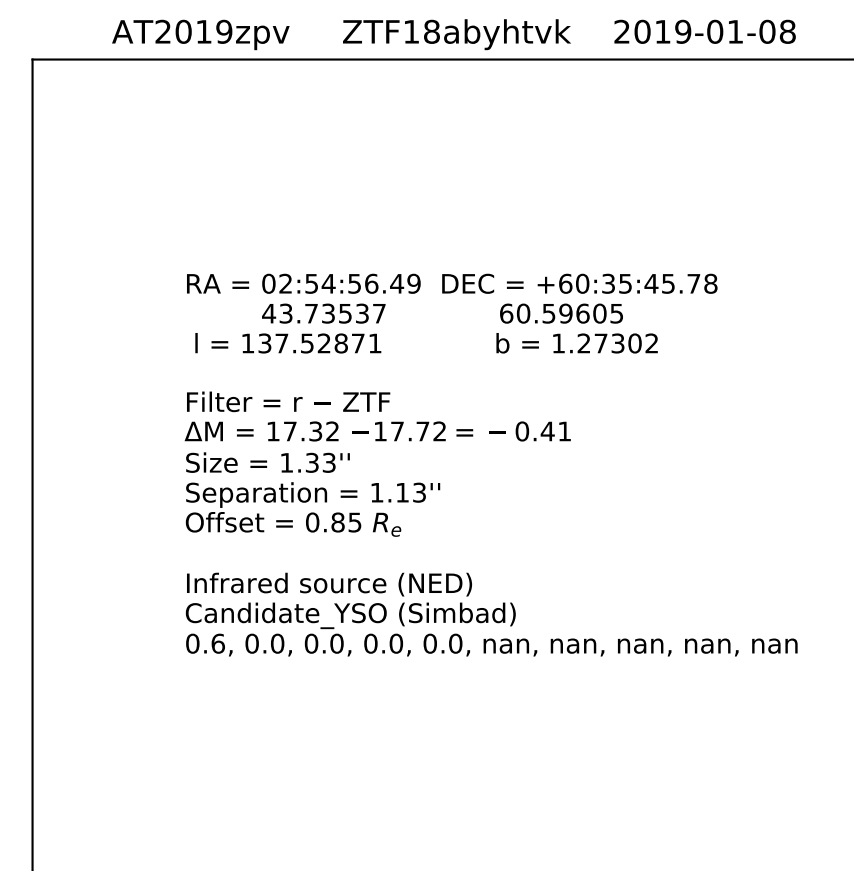 AT2019zpv ZTF18abyhtvk 2019-01-08
RA = 02:54:56.49 DEC = +60:35:45.78
43.73537 60.59605
l = 137.52871 b = 1.27302
Filter = r − ZTF
ΔM = 17.32 −17.72 = − 0.41
Size = 1.33''
Separation = 1.13''
Offset = 0.85 Rₑ
Infrared source (NED)
Candidate_YSO (Simbad)
0.6, 0.0, 0.0, 0.0, 0.0, nan, nan, nan, nan, nan